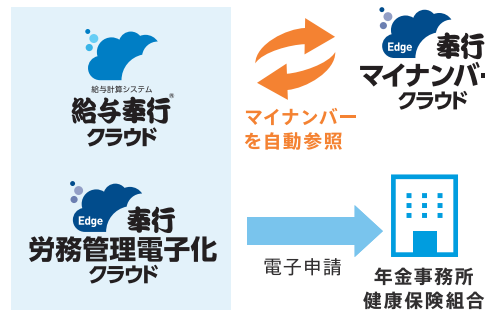 給与計算システム
給与奉行®
クラウド
Edge 奉行
労務管理電子化
クラウド
マイナンバー
を自動参照
Edge 奉行
マイナンバー
クラウド
電子申請
年金事務所
健康保険組合